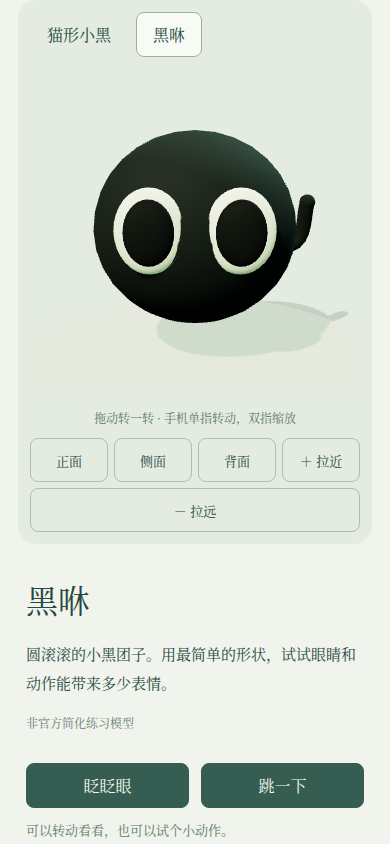 猫形小黑
黑咻
拖动转一转 · 手机单指转动，双指缩放
正面
侧面
背面
＋ 拉近
－ 拉远
黑咻
圆滚滚的小黑团子。用最简单的形状，试试眼睛和
动作能带来多少表情。
非官方简化练习模型
眨眨眼
跳一下
可以转动看看，也可以试个小动作。